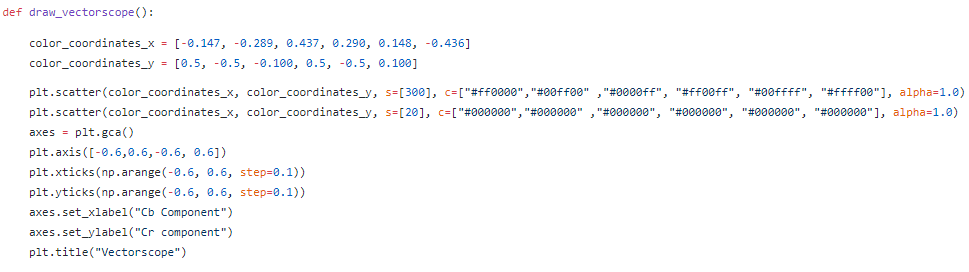 def draw_vectorscope():
color_coordinates_x = [-0.147, -0.289, 0.437, 0.290, 0.148, -0.436]
color_coordinates_y = [0.5, -0.5, -0.100, 0.5, -0.5, 0.100]
plt.scatter(color_coordinates_x, color_coordinates_y, s=[300], c=["#ff0000","#00ff00" ,"#0000ff", "#ff00ff", "#00ffff", "#ffff00"], alpha=1.0)
plt.scatter(color_coordinates_x, color_coordinates_y, s=[20], c=["#000000","#000000" ,"#000000", "#000000", "#000000", "#000000"], alpha=1.0)
axes = plt.gca()
plt.axis([-0.6,0.6,-0.6, 0.6])
plt.xticks(np.arange(-0.6, 0.6, step=0.1))
plt.yticks(np.arange(-0.6, 0.6, step=0.1))
axes.set_xlabel("Cb Component")
axes.set_ylabel("Cr component")
plt.title("Vectorscope")